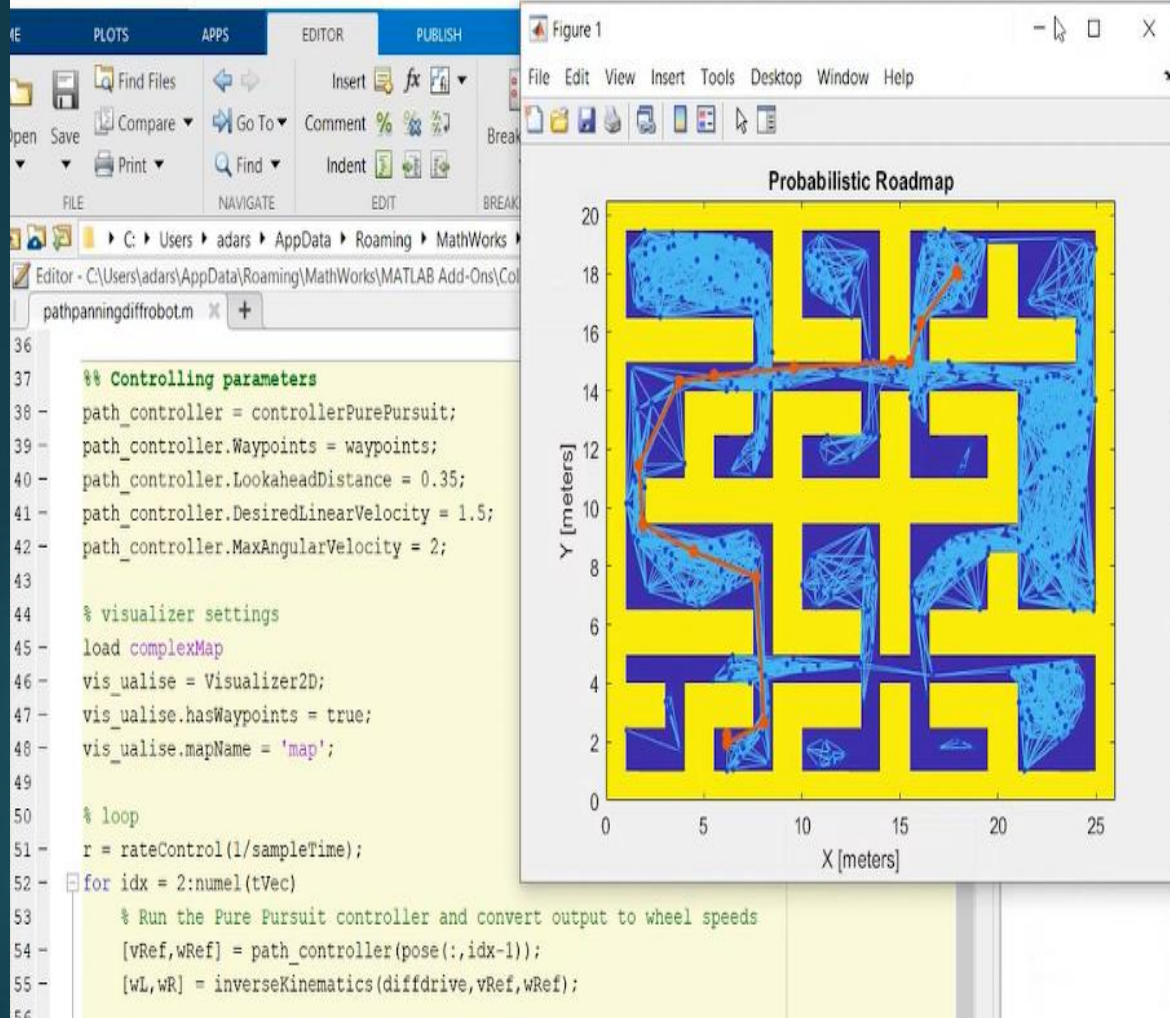 ME PLOTS APPS EDITOR PUBLISH
Find Files Insert fx
Open Save Compare Go To Comment % Break
Print Find Indent
FILE NAVIGATE EDIT BREAK
C: Users adars AppData Roaming MathWorks
Editor - C:\Users\adars\AppData\Roaming\MathWorks\MATLAB Add-Ons\Col
pathpanningdiffrobot.m +
36
37 %% Controlling parameters
38 - path_controller = controllerPurePursuit;
39 - path_controller.Waypoints = waypoints;
40 - path_controller.LookaheadDistance = 0.35;
41 - path_controller.DesiredLinearVelocity = 1.5;
42 - path_controller.MaxAngularVelocity = 2;
43
44 % visualizer settings
45 - load complexMap
46 - vis_ualise = Visualizer2D;
47 - vis_ualise.hasWaypoints = true;
48 - vis_ualise.mapName = 'map';
49
50 % loop
51 - r = rateControl(1/sampleTime);
52 - for idx = 2:numel(tVec)
53 % Run the Pure Pursuit controller and convert output to wheel speeds
54 - [vRef,wRef] = path_controller(pose(:,idx-1));
55 - [wL,wR] = inverseKinematics(diffdrive,vRef,wRef);
56
Figure 1
File Edit View Insert Tools Desktop Window Help
Probabilistic Roadmap
20
18
16
14
12
10
8
6
4
2
0
Y [meters]
0 5 10 15 20 25
X [meters]